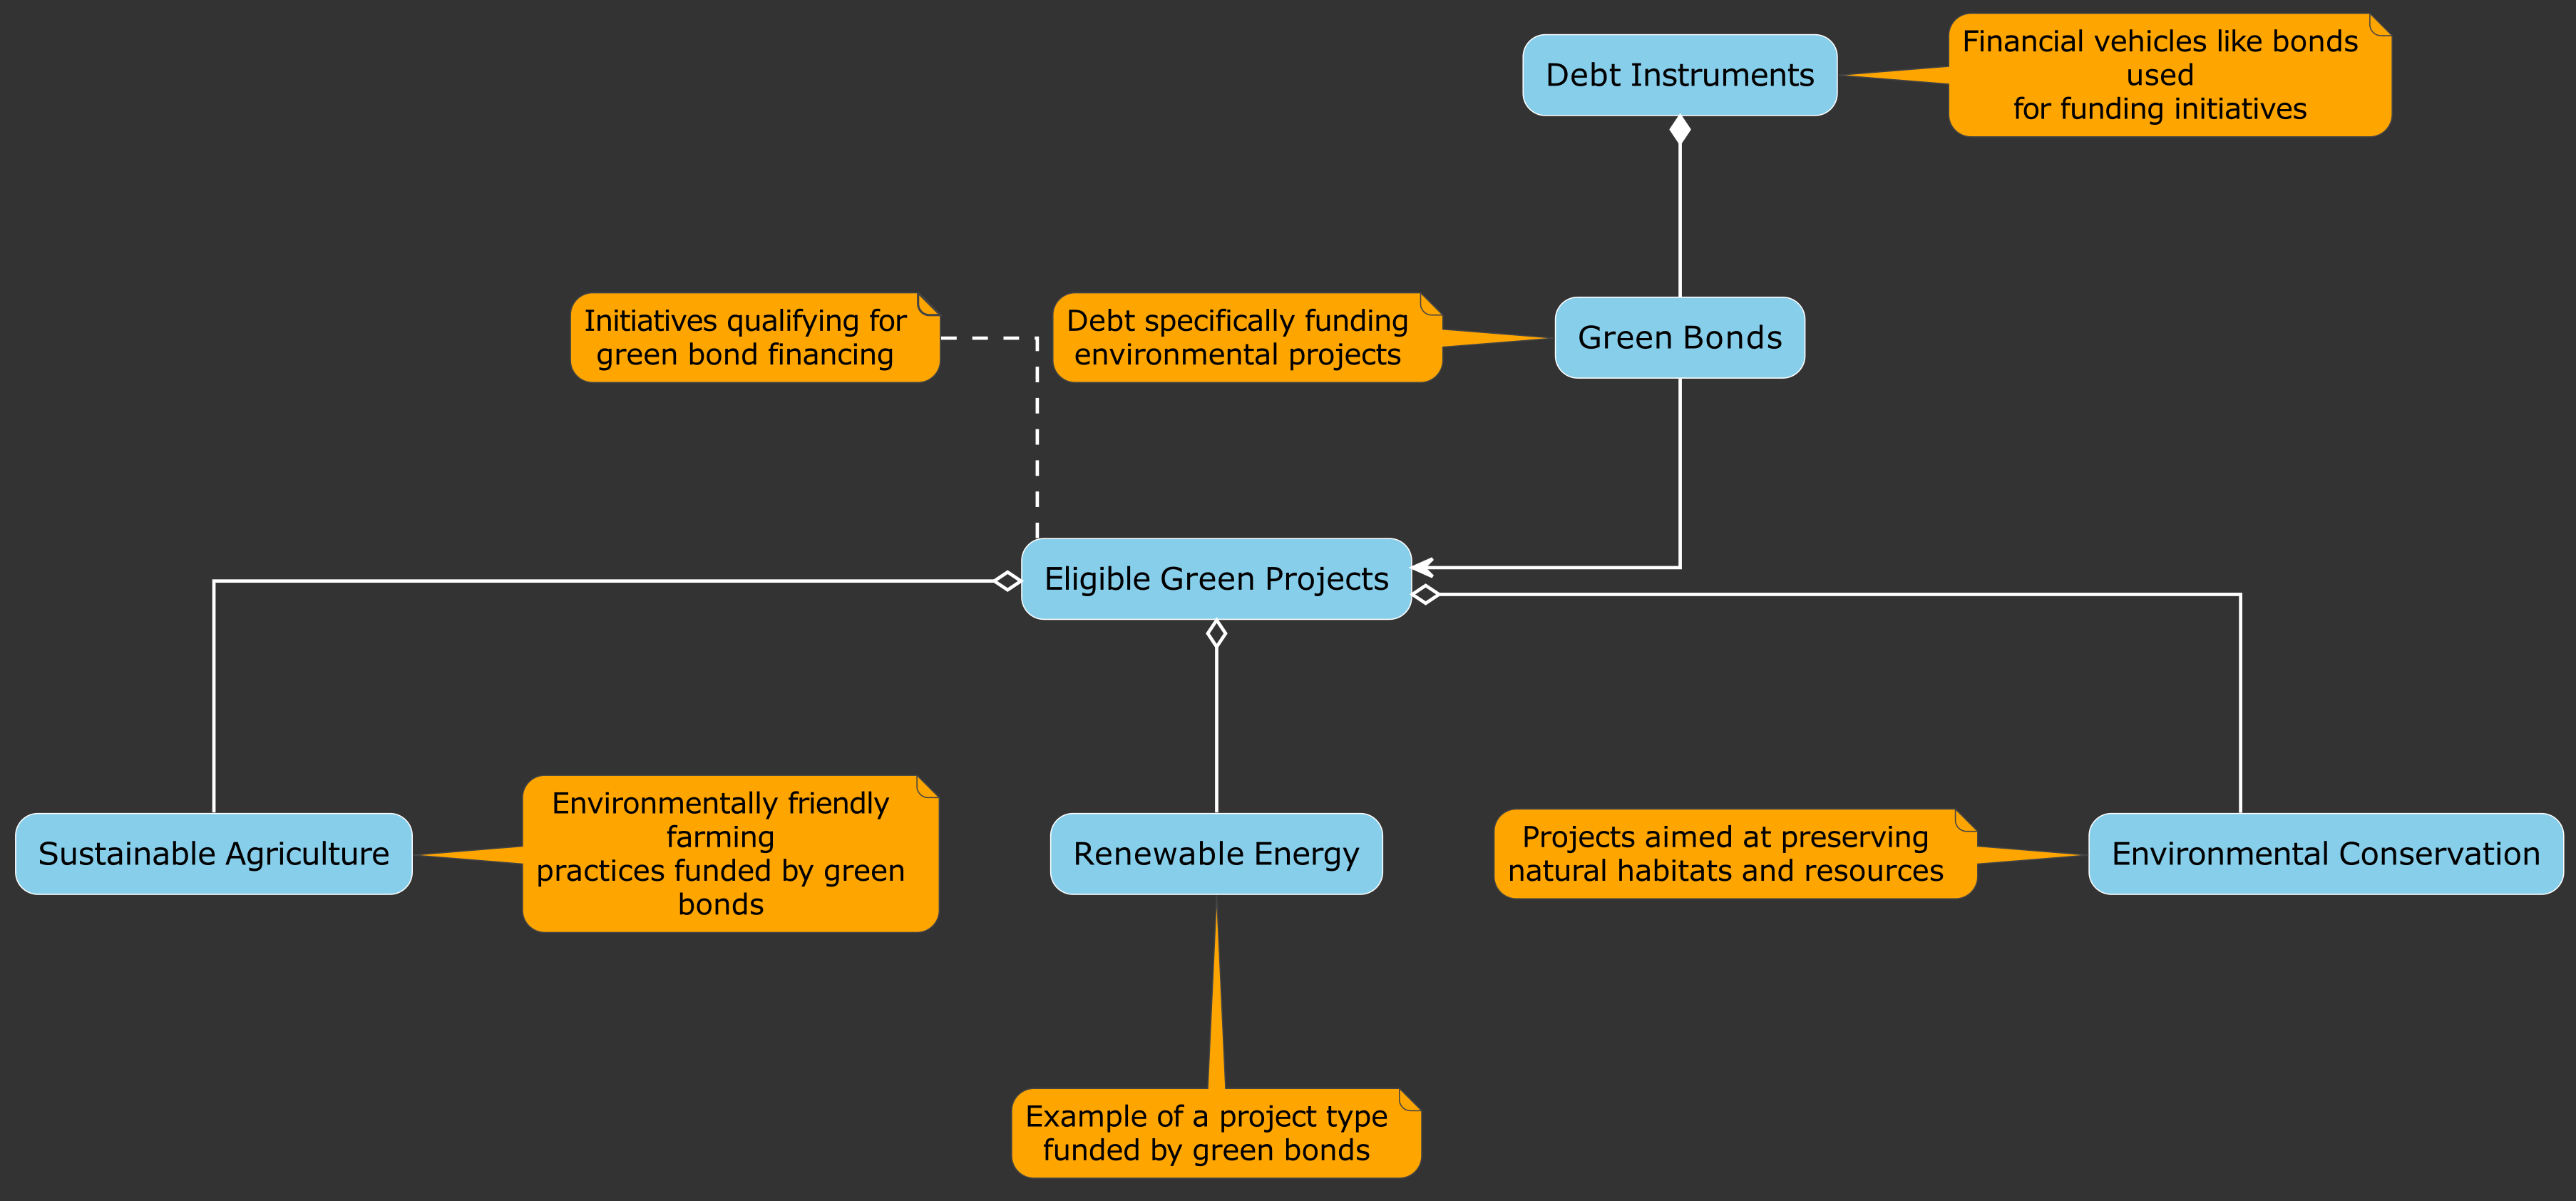 Debt Instruments
Financial vehicles like bonds
used
for funding initiatives
Initiatives qualifying for
green bond financing
Debt specifically funding
environmental projects
Green Bonds
Eligible Green Projects
Sustainable Agriculture
Environmentally friendly
farming
practices funded by green
bonds
Renewable Energy
Projects aimed at preserving
natural habitats and resources
Environmental Conservation
Example of a project type
funded by green bonds